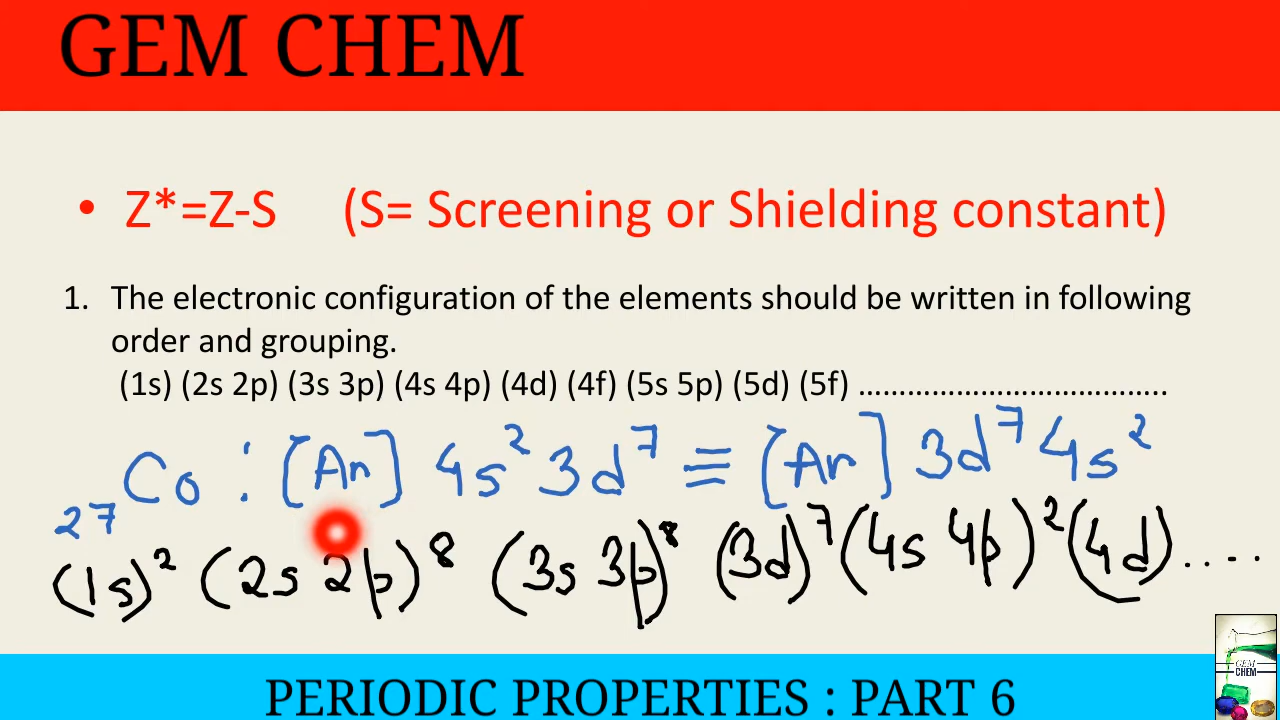 GEM CHEM
• Z*=Z-S (S= Screening or Shielding constant)
1. The electronic configuration of the elements should be written in following
order and grouping.
(1s) (2s 2p) (3s 3p) (4s 4p) (4d) (4f) (5s 5p) (5d) (5f) ......................................
₂₇Co : [Ar] 4s² 3d⁷ ≡ [Ar] 3d⁷ 4s²
(1s)² (2s 2p)⁸ (3s 3p)⁸ (3d)⁷ (4s 4p)² (4d) .....
GEM
CHEM
PERIODIC PROPERTIES : PART 6